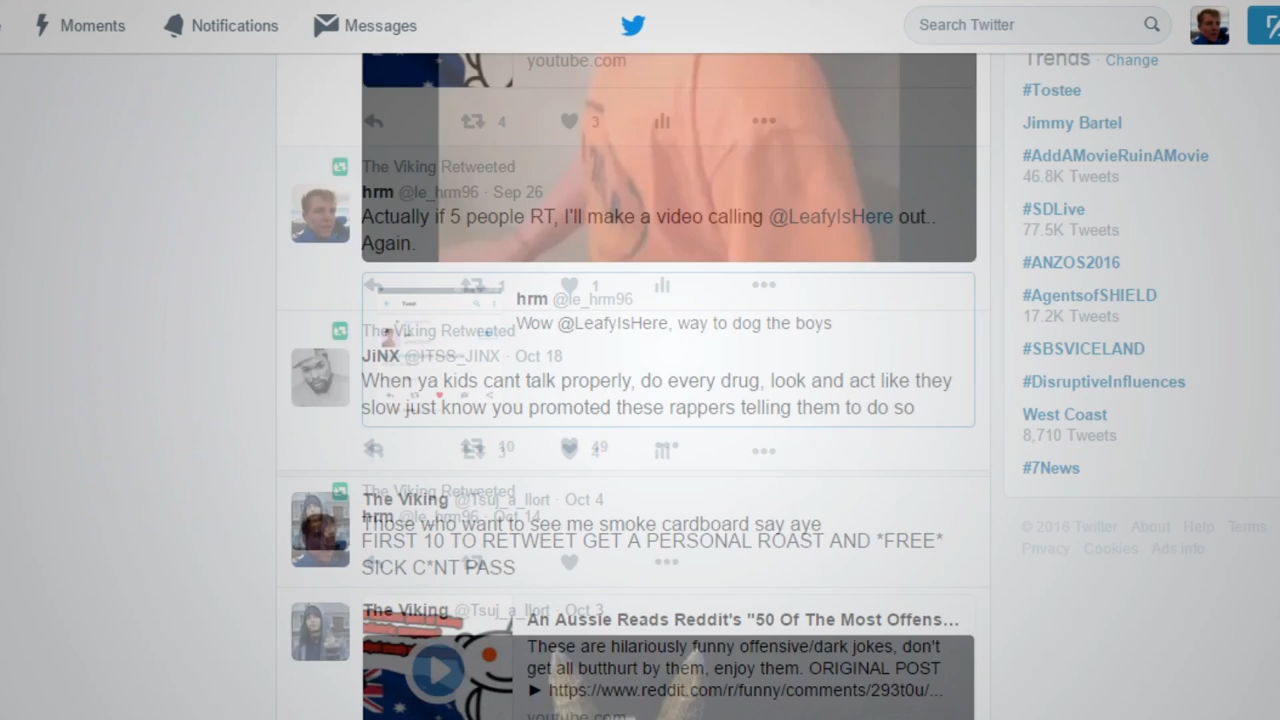 Moments
Notifications
Messages
Search Twitter
youtube.com
4
3
The Viking Retweeted
hrm @le_hrm96 · Sep 26
Actually if 5 people RT, I'll make a video calling @LeafyIsHere out..
Again.
1
1
hrm @le_hrm96
Wow @LeafyIsHere, way to dog the boys
The Viking Retweeted
JiNX @ITSS_JINX · Oct 18
When ya kids cant talk properly, do every drug, look and act like they
slow just know you promoted these rappers telling them to do so
10
49
3
4
The Viking Retweeted
The Viking @Tsuj_a_llort · Oct 4
hrm @le_hrm96 · Oct 14
Those who want to see me smoke cardboard say aye
FIRST 10 TO RETWEET GET A PERSONAL ROAST AND *FREE*
SICK C*NT PASS
The Viking @Tsuj_a_llort · Oct 3
An Aussie Reads Reddit's "50 Of The Most Offens...
These are hilariously funny offensive/dark jokes, don't
get all butthurt by them, enjoy them. ORIGINAL POST
► https://www.reddit.com/r/funny/comments/293t0u/...
youtube.com
Trends · Change
#Tostee
Jimmy Bartel
#AddAMovieRuinAMovie
46.8K Tweets
#SDLive
77.5K Tweets
#ANZOS2016
#AgentsofSHIELD
17.2K Tweets
#SBSVICELAND
#DisruptiveInfluences
West Coast
8,710 Tweets
#7News
© 2016 Twitter About Help Terms
Privacy Cookies Ads info